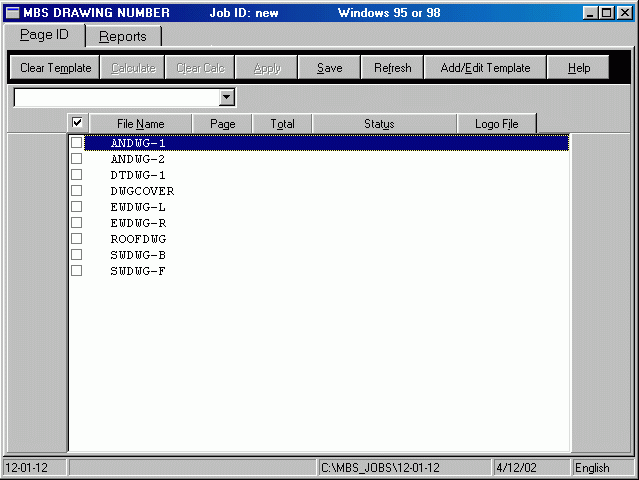 MBS DRAWING NUMBER Job ID: new Windows 95 or 98
Page ID Reports
Clear Template Calculate Clear Calc Apply Save Refresh Add/Edit Template Help
File Name Page Total Status Logo File
ANDWG-1
ANDWG-2
DTDWG-1
DWGCOVER
EWDWG-L
EWDWG-R
ROOFDWG
SWDWG-B
SWDWG-F
12-01-12 C:\MBS_JOBS\12-01-12 4/12/02 English